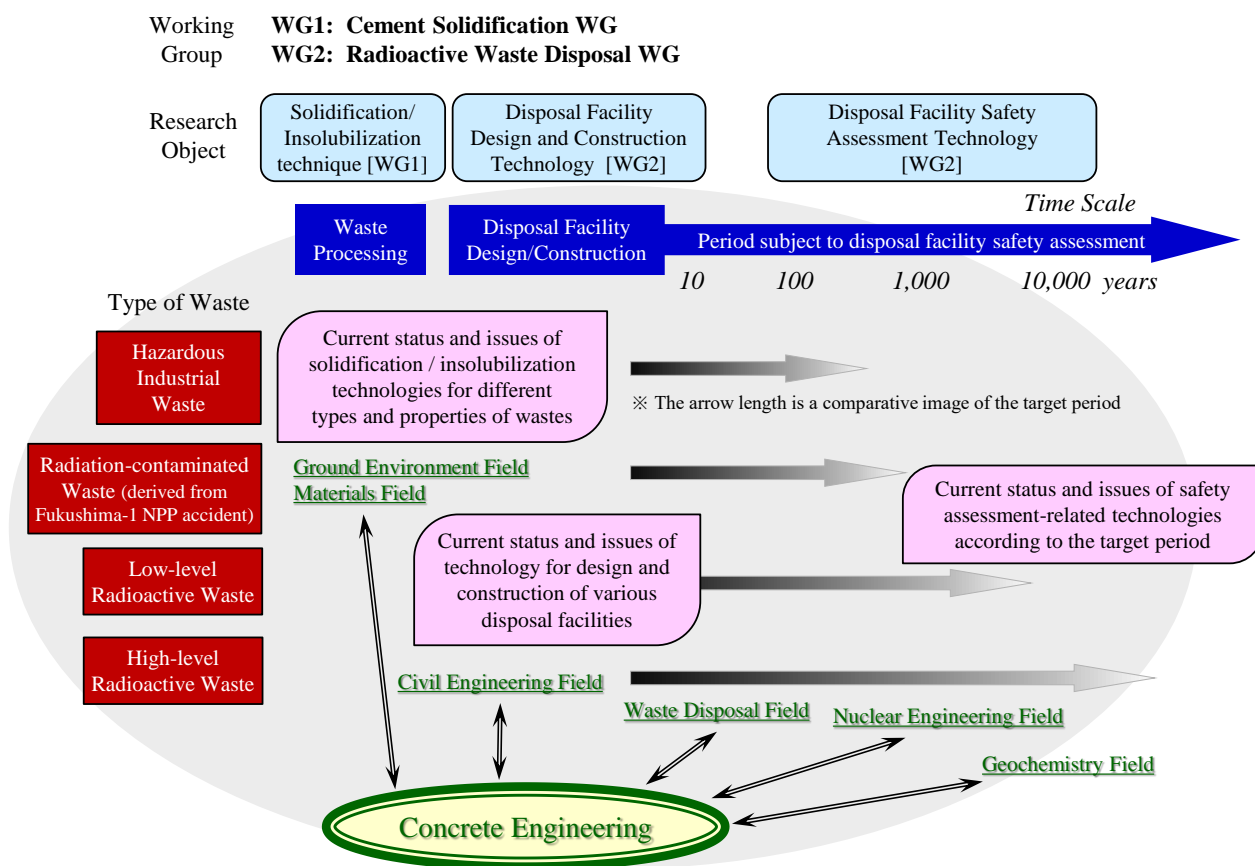 Working
Group
WG1: Cement Solidification WG
WG2: Radioactive Waste Disposal WG
Research
Object
Solidification/
Insolubilization
technique [WG1]
Disposal Facility
Design and Construction
Technology [WG2]
Disposal Facility Safety
Assessment Technology
[WG2]
Time Scale
Waste
Processing
Disposal Facility
Design/Construction
Period subject to disposal facility safety assessment
10 100 1,000 10,000 years
Type of Waste
Hazardous
Industrial
Waste
Current status and issues of
solidification / insolubilization
technologies for different
types and properties of wastes
※ The arrow length is a comparative image of the target period
Radiation-contaminated
Waste (derived from
Fukushima-1 NPP accident)
Ground Environment Field
Materials Field
Current status and issues of safety
assessment-related technologies
according to the target period
Low-level
Radioactive Waste
Current status and issues of
technology for design and
construction of various
disposal facilities
High-level
Radioactive Waste
Civil Engineering Field
Waste Disposal Field
Nuclear Engineering Field
Geochemistry Field
Concrete Engineering